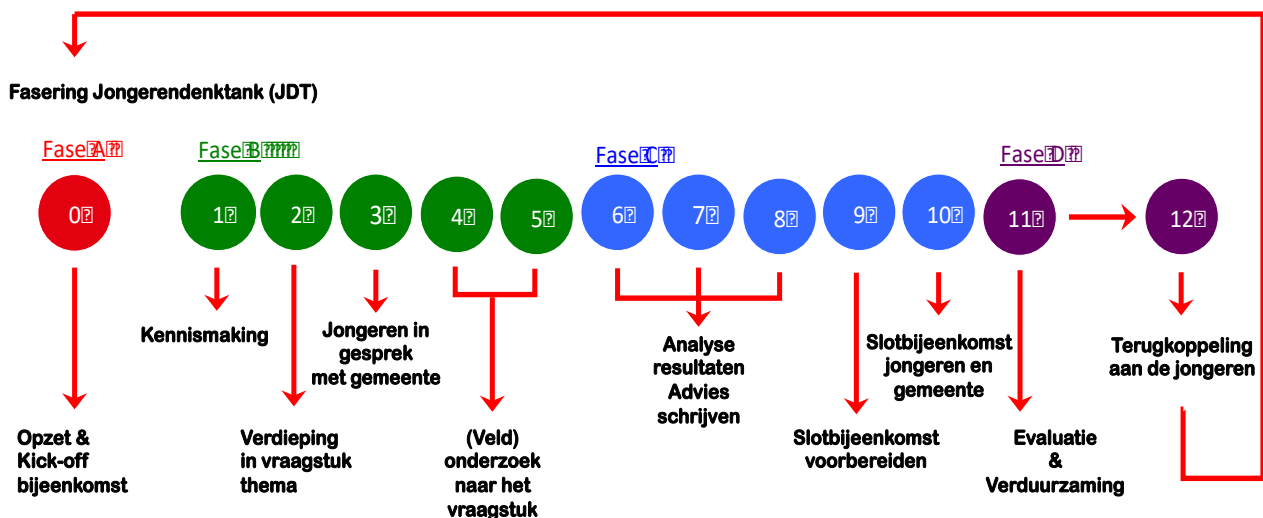 Fasering Jongerendenktank (JDT)
Fase A
Fase B
Fase C
Fase D
0
1
2
3
4
5
6
7
8
9
10
11
12
Kennismaking
Jongeren in
gesprek
met gemeente
Analyse
resultaten
Advies
schrijven
Slotbijeenkomst
jongeren en
gemeente
Terugkoppeling
aan de jongeren
Opzet &
Kick-off
bijeenkomst
Verdieping
in vraagstuk
thema
(Veld)
onderzoek
naar het
vraagstuk
Slotbijeenkomst
voorbereiden
Evaluatie
&
Verduurzaming